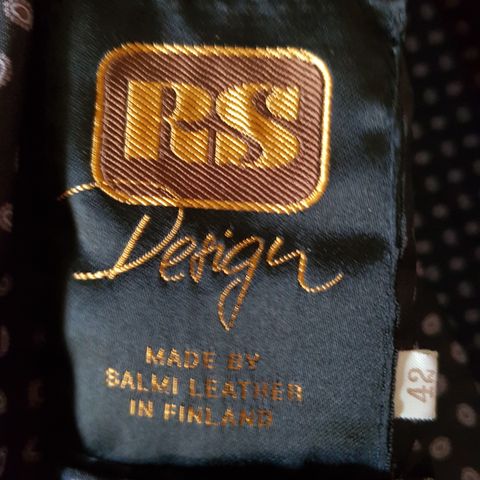 RS
Design
MADE BY
SALMI LEATHER
IN FINLAND
42